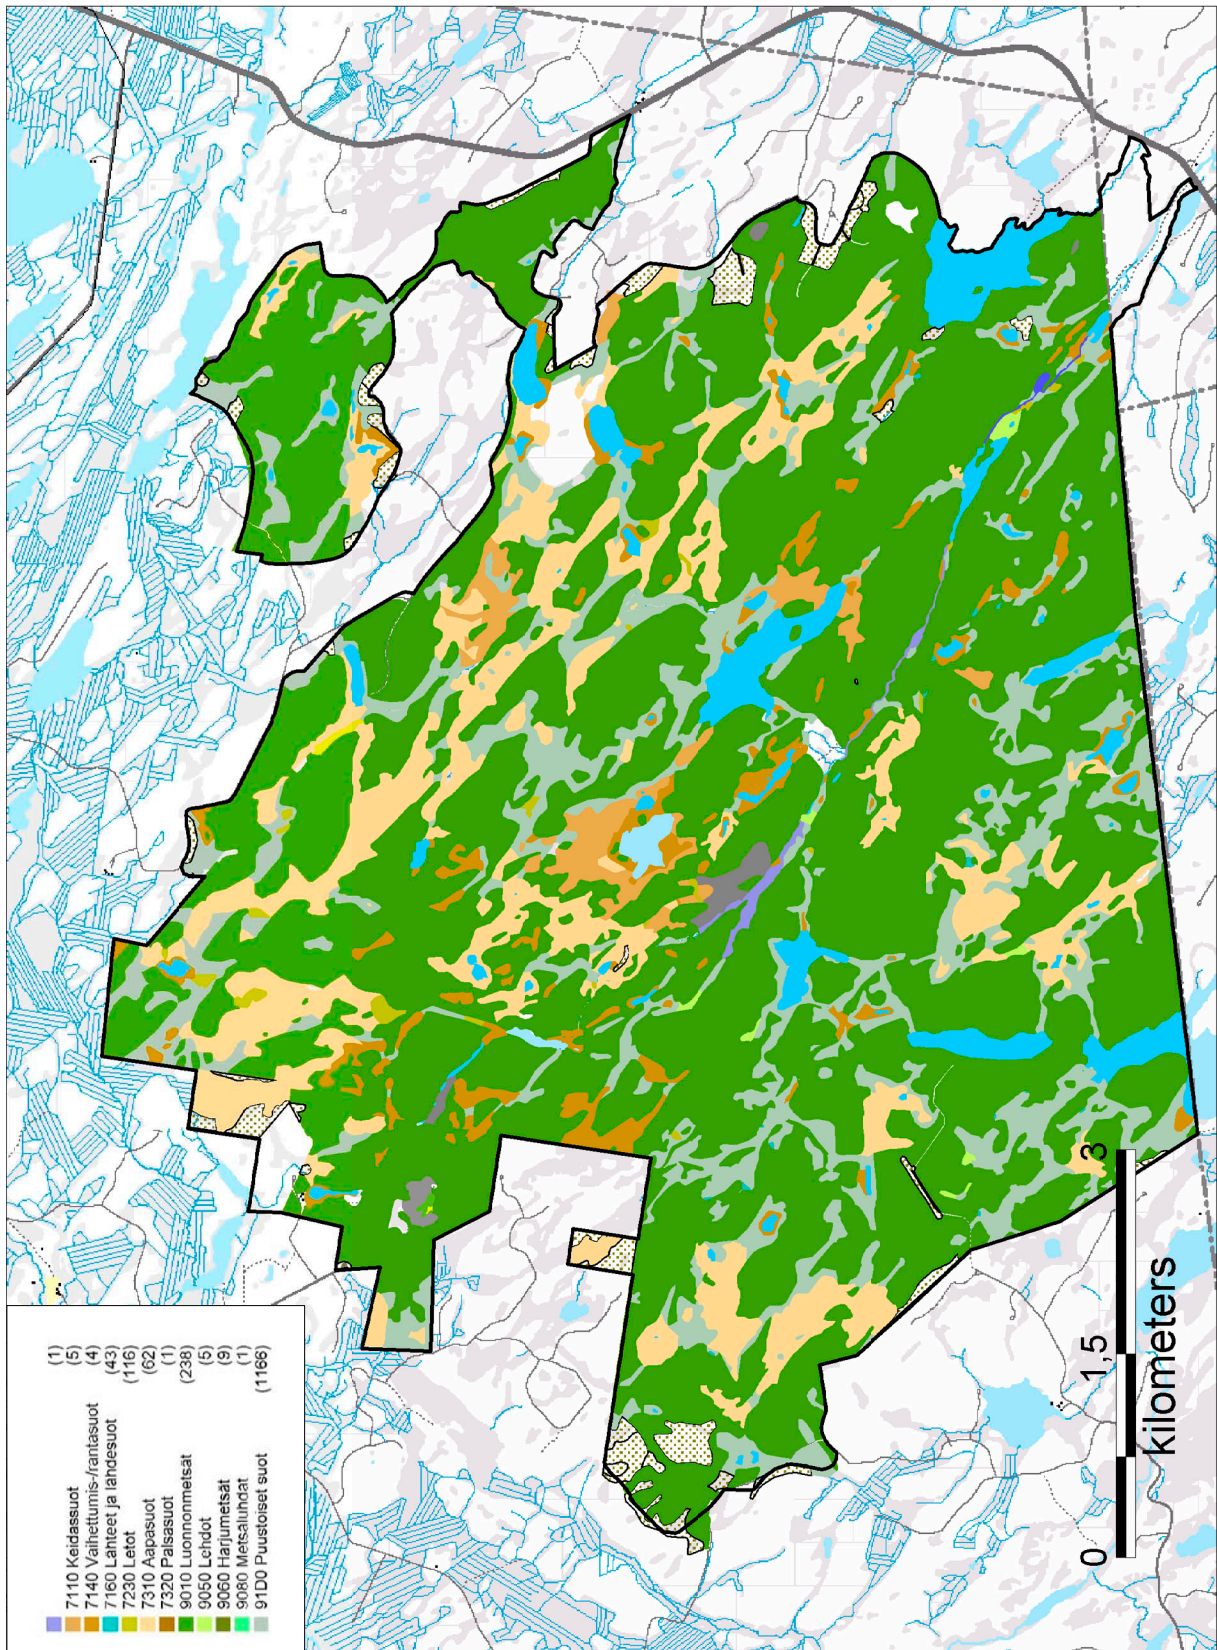 (1)
7110 Keidassuot (5)
7140 Vaihettumis-/rantasuot (4)
7160 Lähteet ja lähdesuot (43)
7230 Letot (116)
7310 Aapasuot (62)
7320 Palsasuot (1)
9010 Luonnonmetsät (238)
9050 Lehdot (5)
9060 Harjumetsät (9)
9080 Metsäluhdat (1)
91D0 Puustoiset suot (1166)
0 1,5 3
kilometers